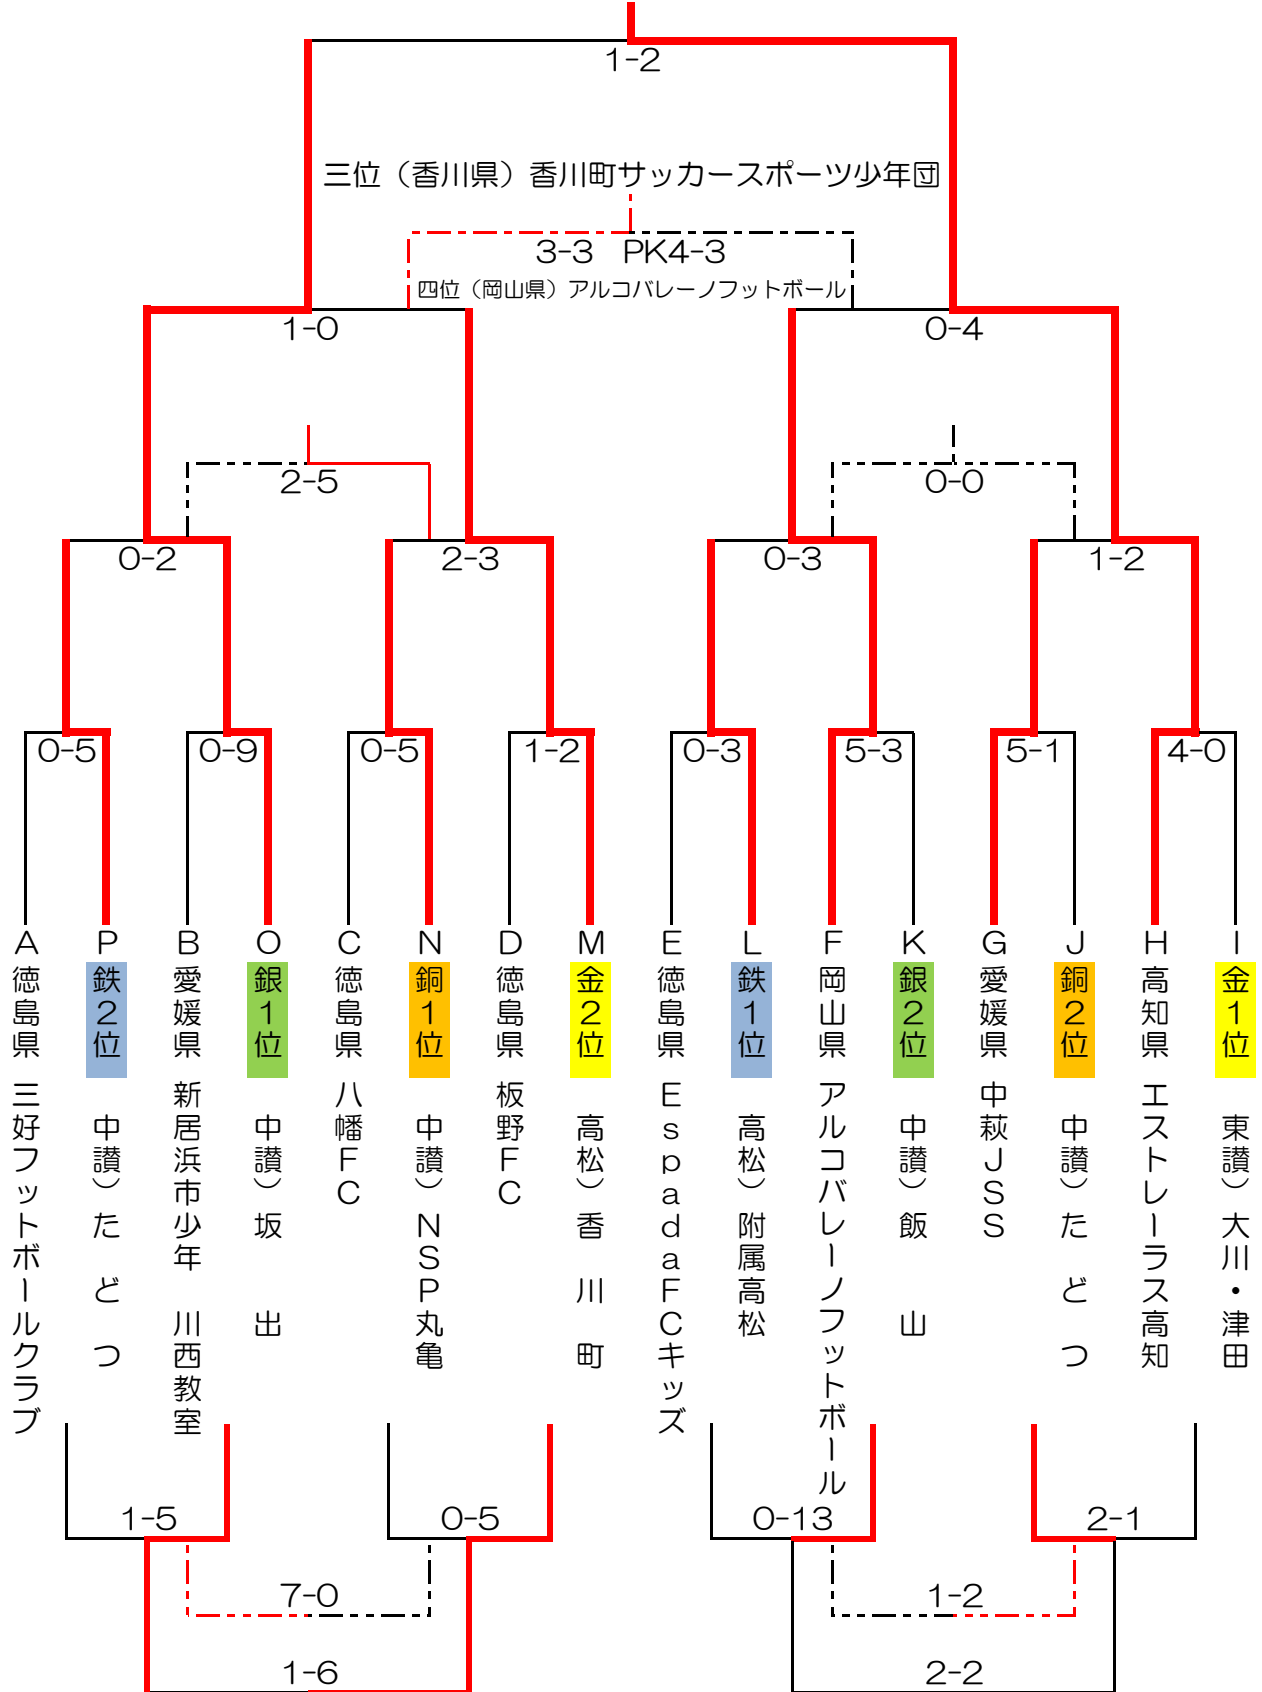 1-2
三位（香川県）香川町サッカースポーツ少年団
3-3　PK4-3
四位（岡山県）アルコバレーノフットボール
1-0
0-4
2-5
0-0
0-2
2-3
0-3
1-2
0-5
0-9
0-5
1-2
0-3
5-3
5-1
4-0
A 徳島県 三好フットボールクラブ
P 鉄2位 中讃）たどつ
B 愛媛県 新居浜市少年 川西教室
O 銀1位 中讃）坂出
C 徳島県 八幡FC
N 銅1位 中讃）NSP丸亀
D 徳島県 板野FC
M 金2位 高松）香川町
E 徳島県 EspadaFCキッズ
L 鉄1位 高松）附属高松
F 岡山県 アルコバレーノフットボール
K 銀2位 中讃）飯山
G 愛媛県 中萩JSS
J 銅2位 中讃）たどつ
H 高知県 エストレーラス高知
I 金1位 東讃）大川・津田
1-5
0-5
0-13
2-1
7-0
1-2
1-6
2-2